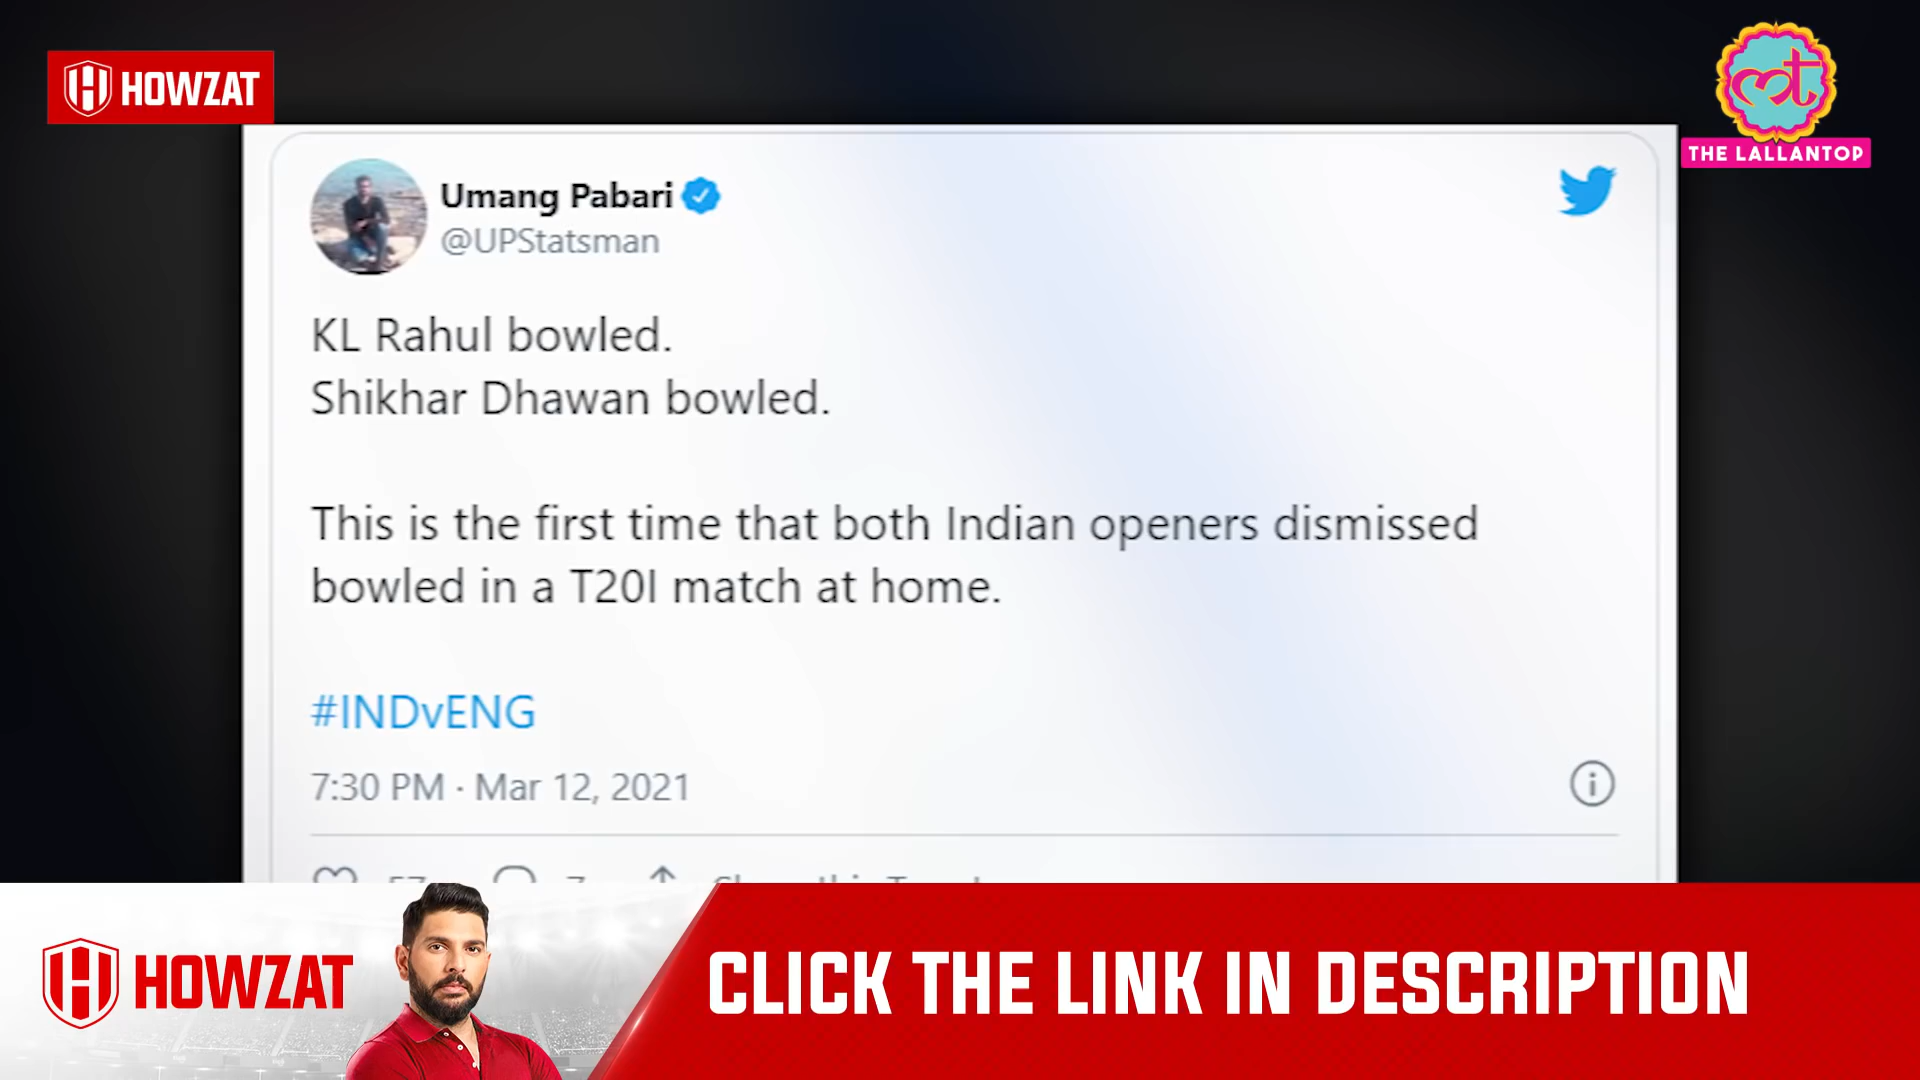 HOWZAT
THE LALLANTOP
Umang Pabari
@UPStatsman
KL Rahul bowled.
Shikhar Dhawan bowled.
This is the first time that both Indian openers dismissed
bowled in a T20I match at home.
#INDvENG
7:30 PM · Mar 12, 2021
HOWZAT
CLICK THE LINK IN DESCRIPTION